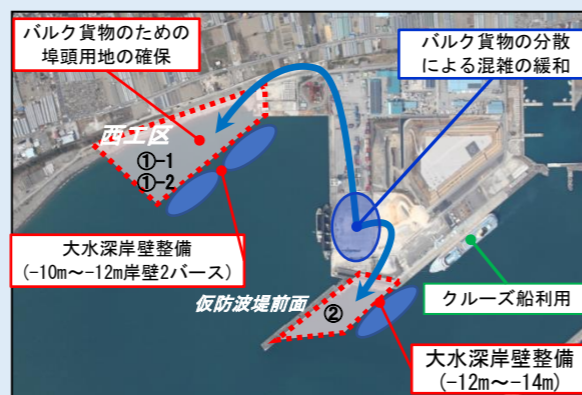 バルク貨物のための
埠頭用地の確保
バルク貨物の分散
による混雑の緩和
西工区
①-1
①-2
大水深岸壁整備
(-10m~-12m岸壁2バース)
仮防波堤前面
②
クルーズ船利用
大水深岸壁整備
(-12m~-14m)